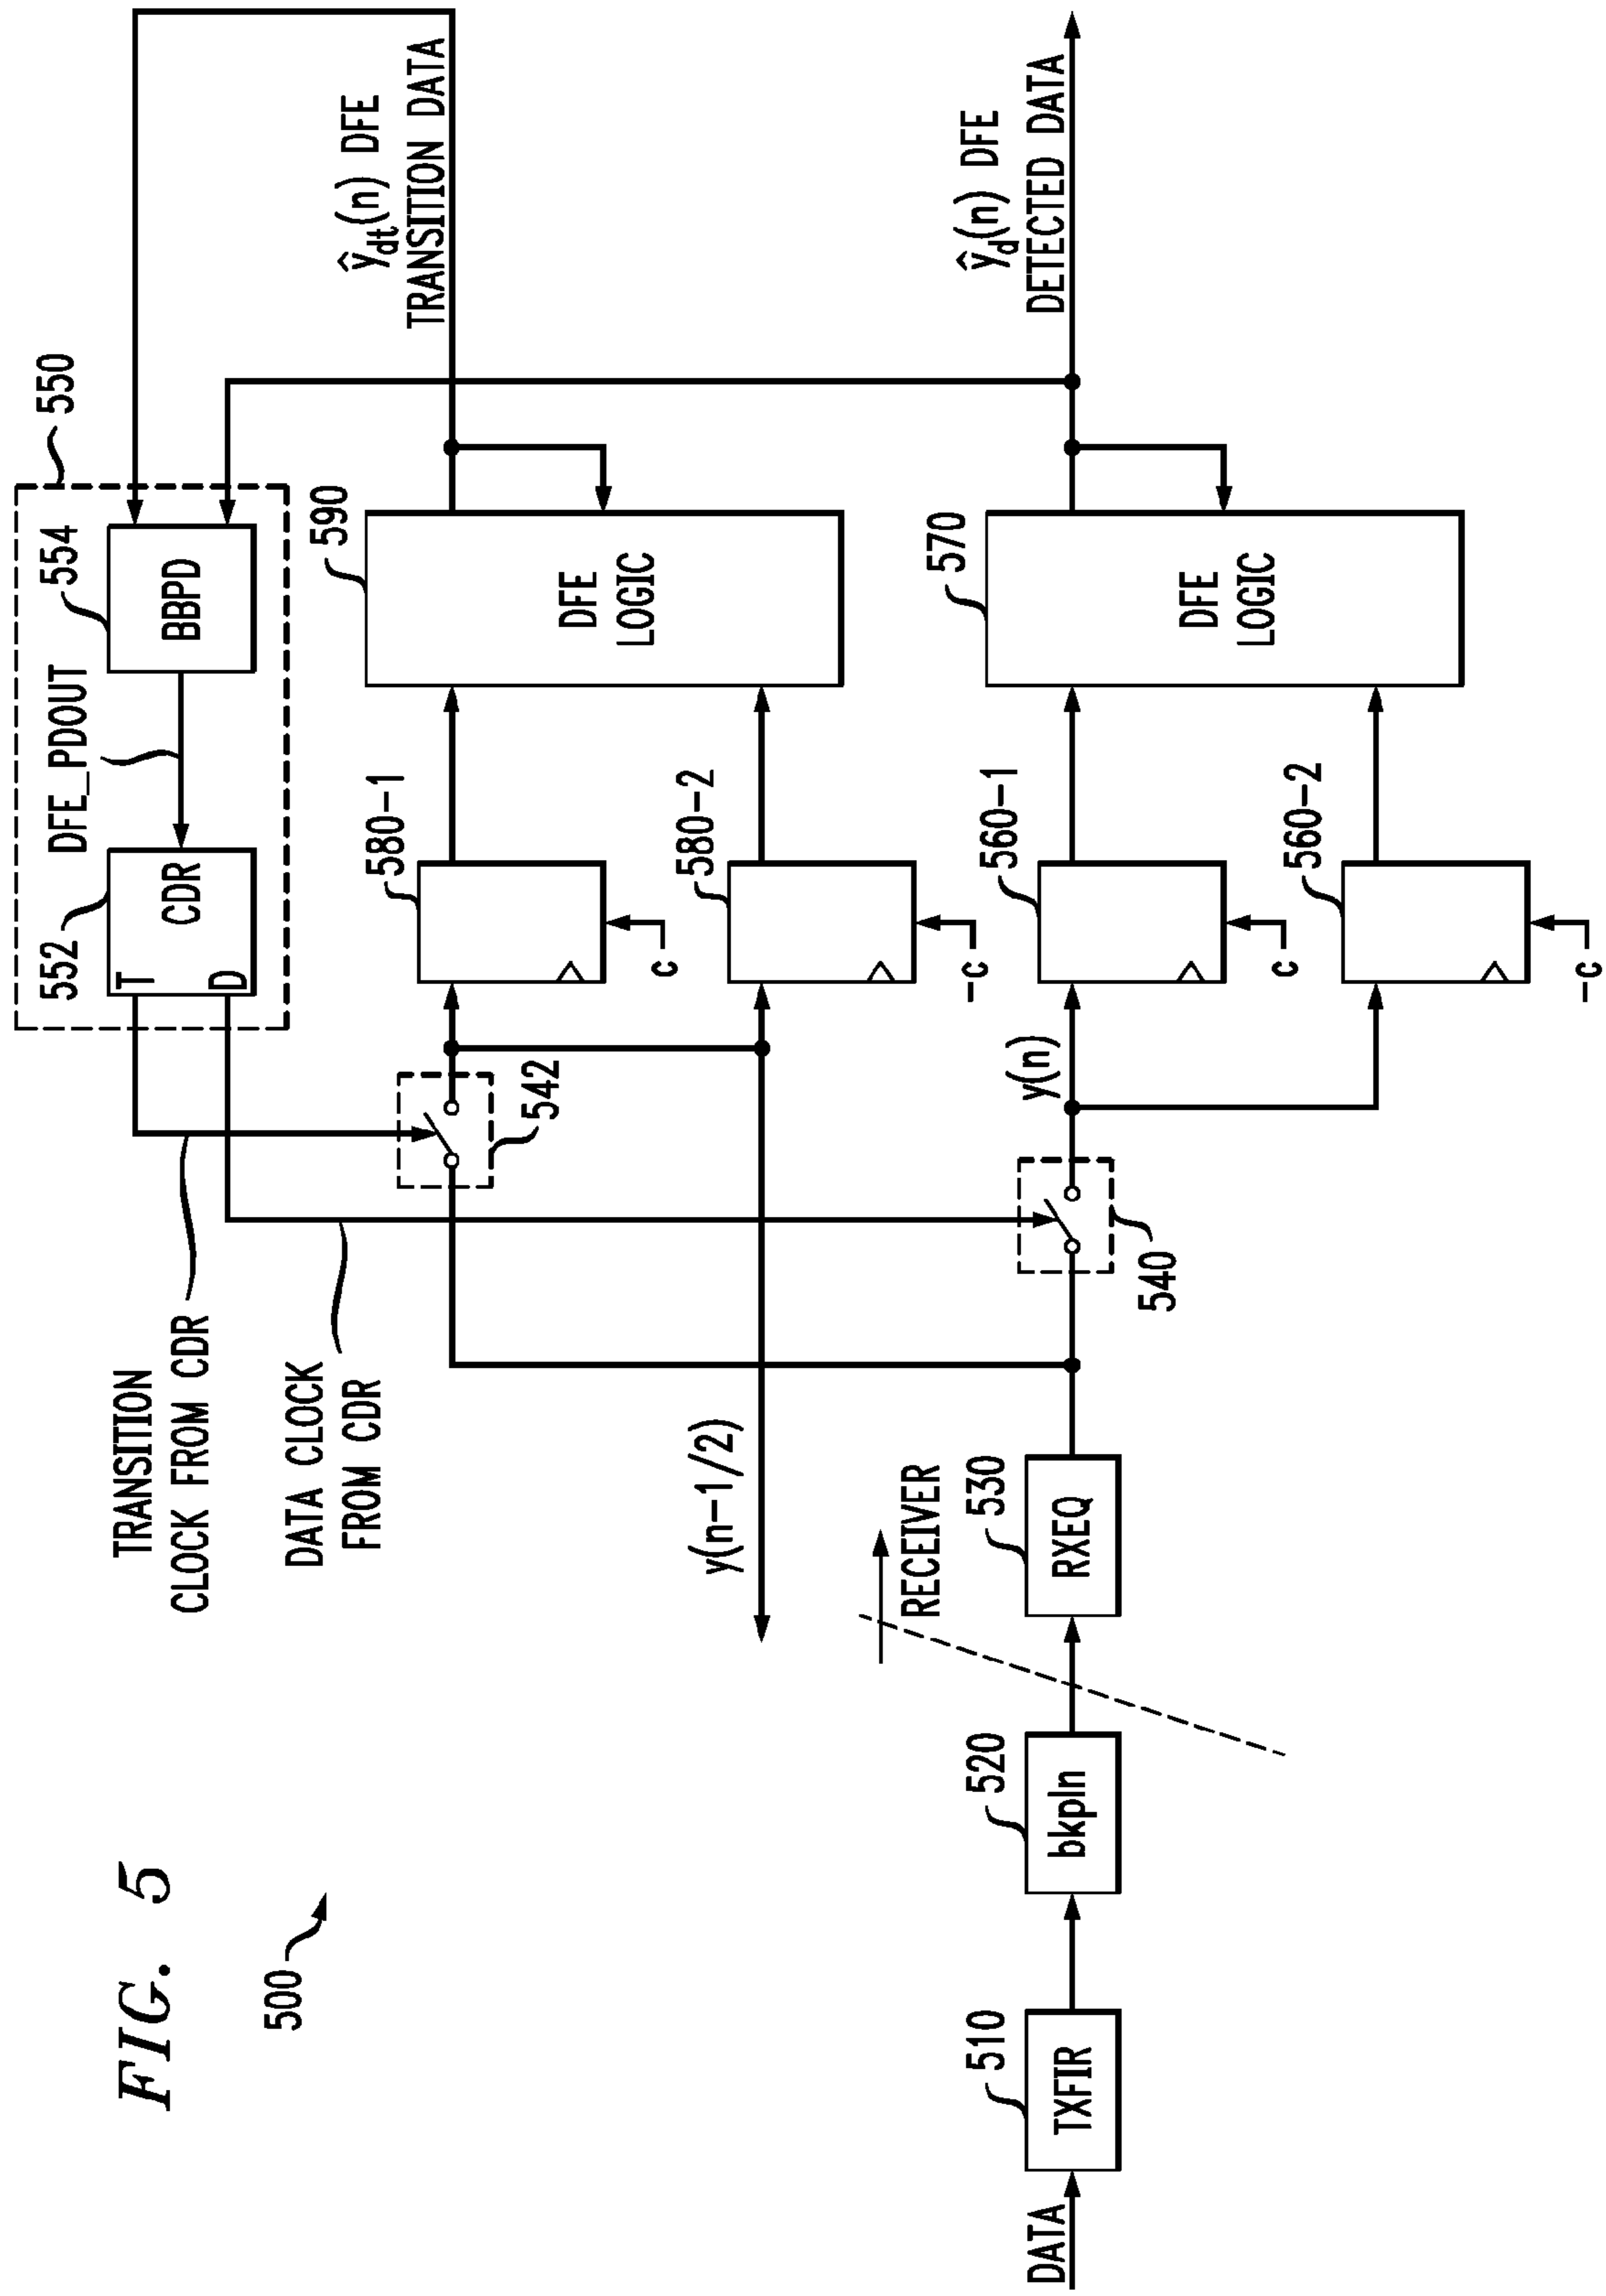 FIG. 5
500
550
554
BBPD
DFE_PDOUT
552
CDR
T
D
TRANSITION
CLOCK FROM CDR
DATA CLOCK
FROM CDR
ŷdt(n) DFE
TRANSITION DATA
590
DFE
LOGIC
580-1
c
580-2
-c
542
y(n-1/2)
ŷd(n) DFE
DETECTED DATA
570
DFE
LOGIC
560-1
c
560-2
-c
y(n)
540
RECEIVER
530
RXEQ
520
bkpln
510
TXFIR
DATA